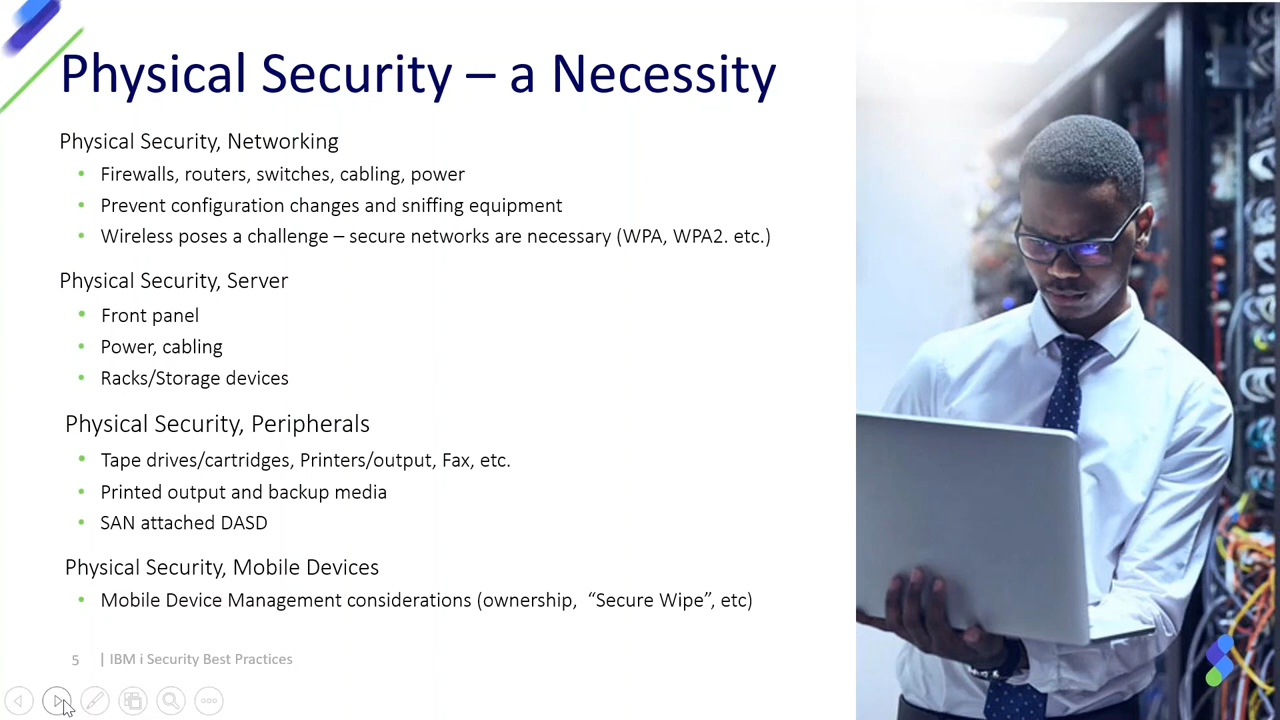 Physical Security – a Necessity
Physical Security, Networking
• Firewalls, routers, switches, cabling, power
• Prevent configuration changes and sniffing equipment
• Wireless poses a challenge – secure networks are necessary (WPA, WPA2. etc.)
Physical Security, Server
• Front panel
• Power, cabling
• Racks/Storage devices
Physical Security, Peripherals
• Tape drives/cartridges, Printers/output, Fax, etc.
• Printed output and backup media
• SAN attached DASD
Physical Security, Mobile Devices
• Mobile Device Management considerations (ownership, “Secure Wipe”, etc)
5 | IBM i Security Best Practices